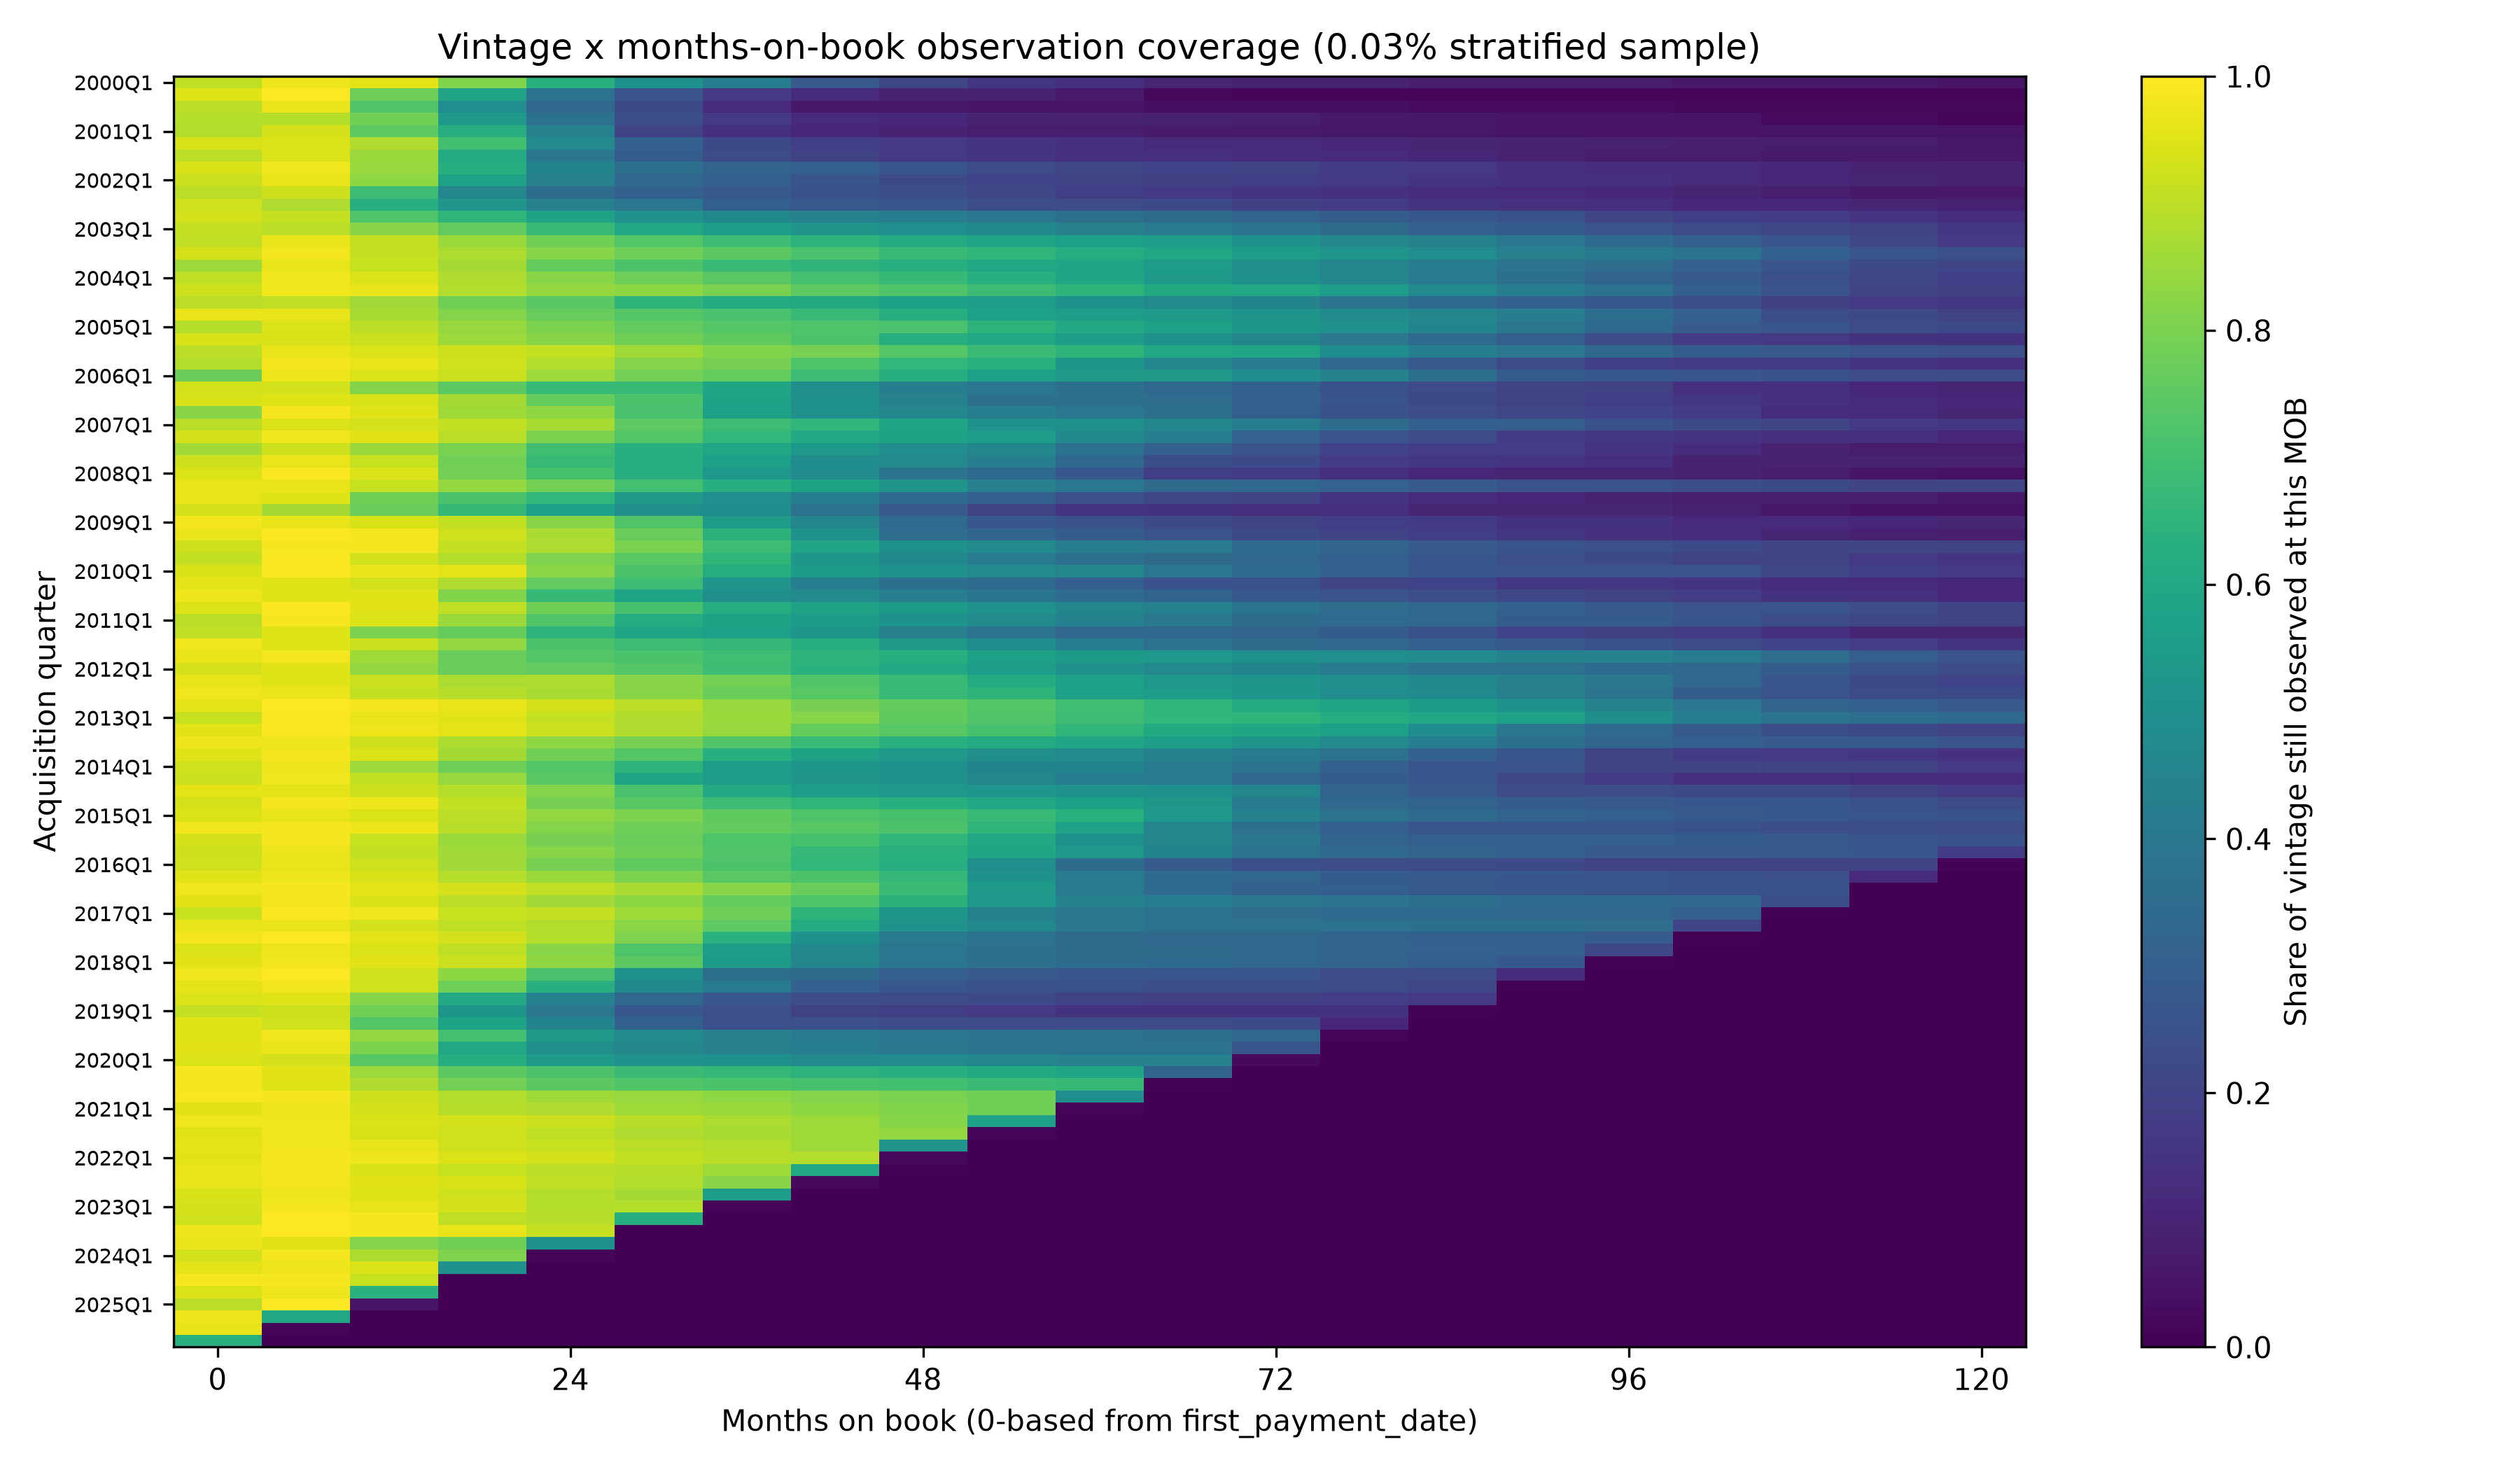 Vintage x months-on-book observation coverage (0.03% stratified sample)
Acquisition quarter
2000Q1
2001Q1
2002Q1
2003Q1
2004Q1
2005Q1
2006Q1
2007Q1
2008Q1
2009Q1
2010Q1
2011Q1
2012Q1
2013Q1
2014Q1
2015Q1
2016Q1
2017Q1
2018Q1
2019Q1
2020Q1
2021Q1
2022Q1
2023Q1
2024Q1
2025Q1
0 24 48 72 96 120
Months on book (0-based from first_payment_date)
1.0
0.8
0.6
0.4
0.2
0.0
Share of vintage still observed at this MOB